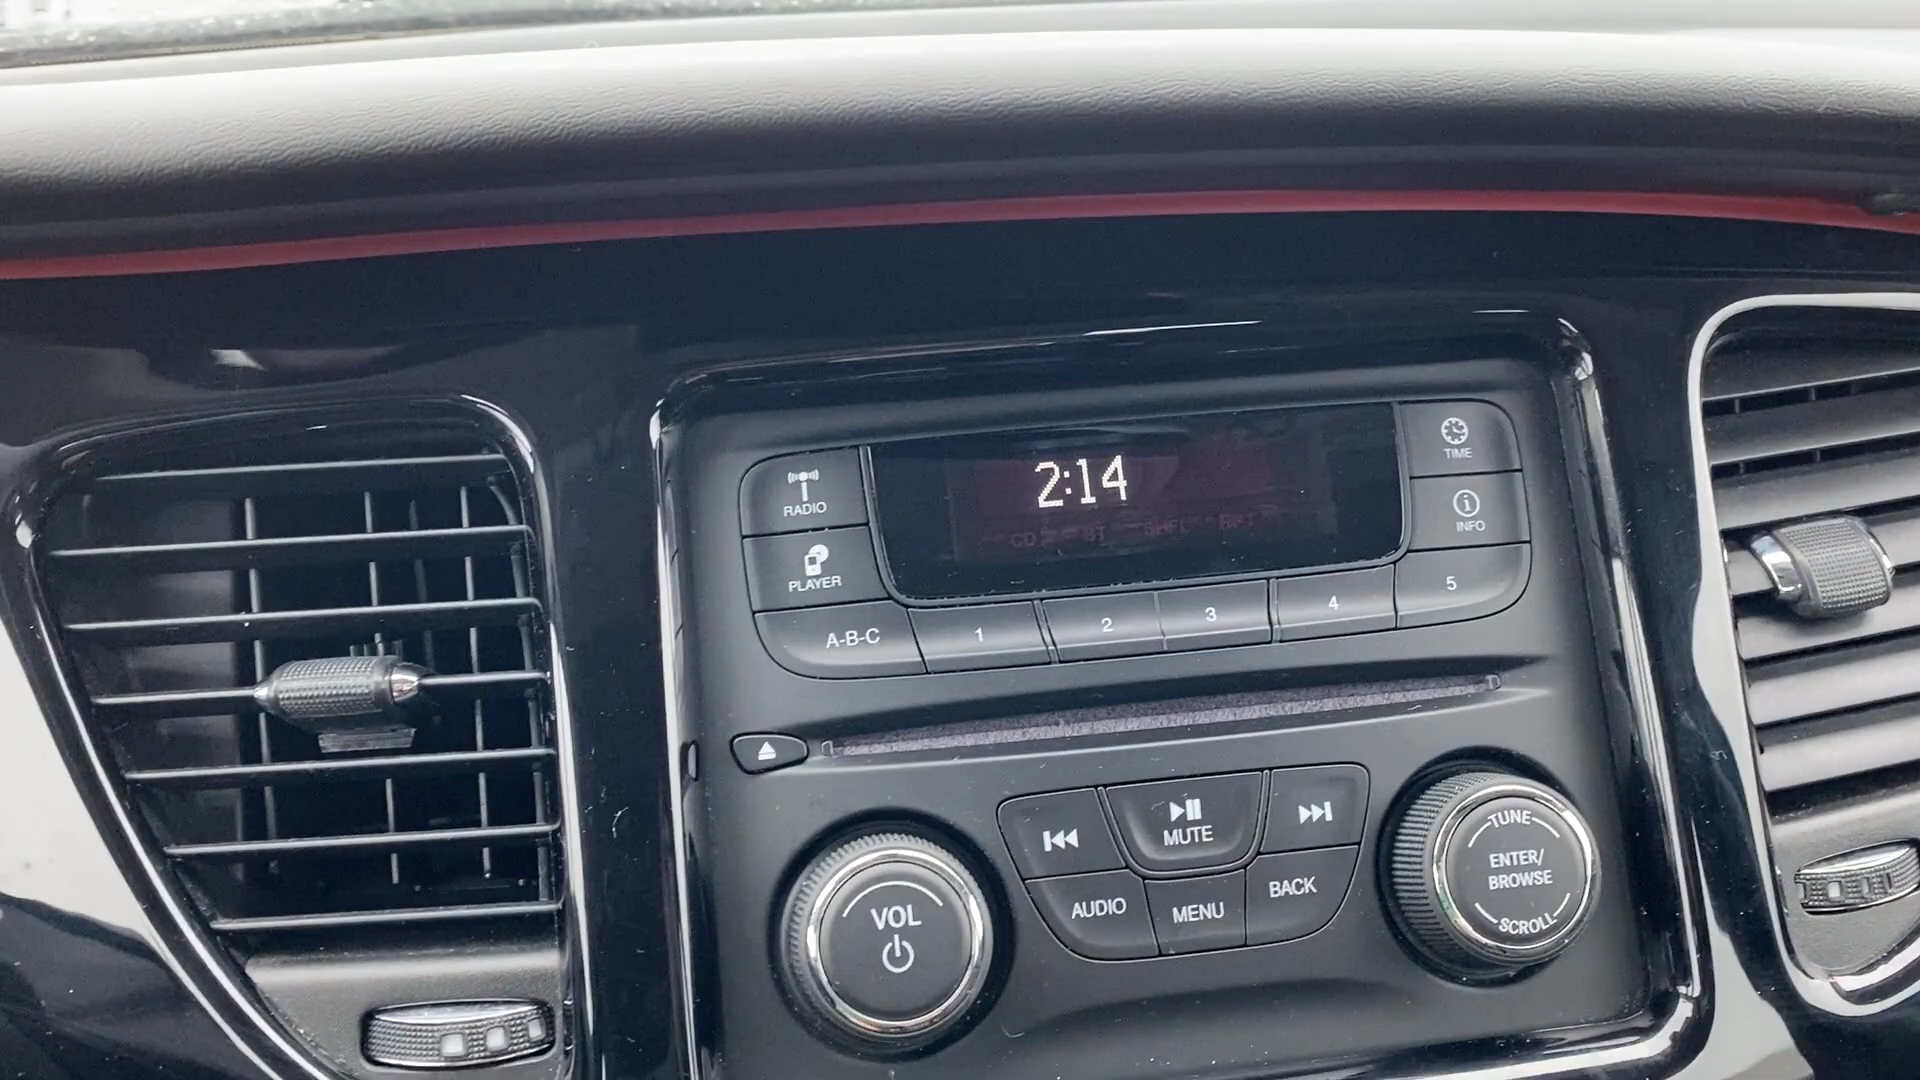 2:14
TIME
RADIO
INFO
PLAYER
A-B-C
1
2
3
4
5
MUTE
AUDIO
MENU
BACK
VOL
TUNE
ENTER/
BROWSE
SCROLL